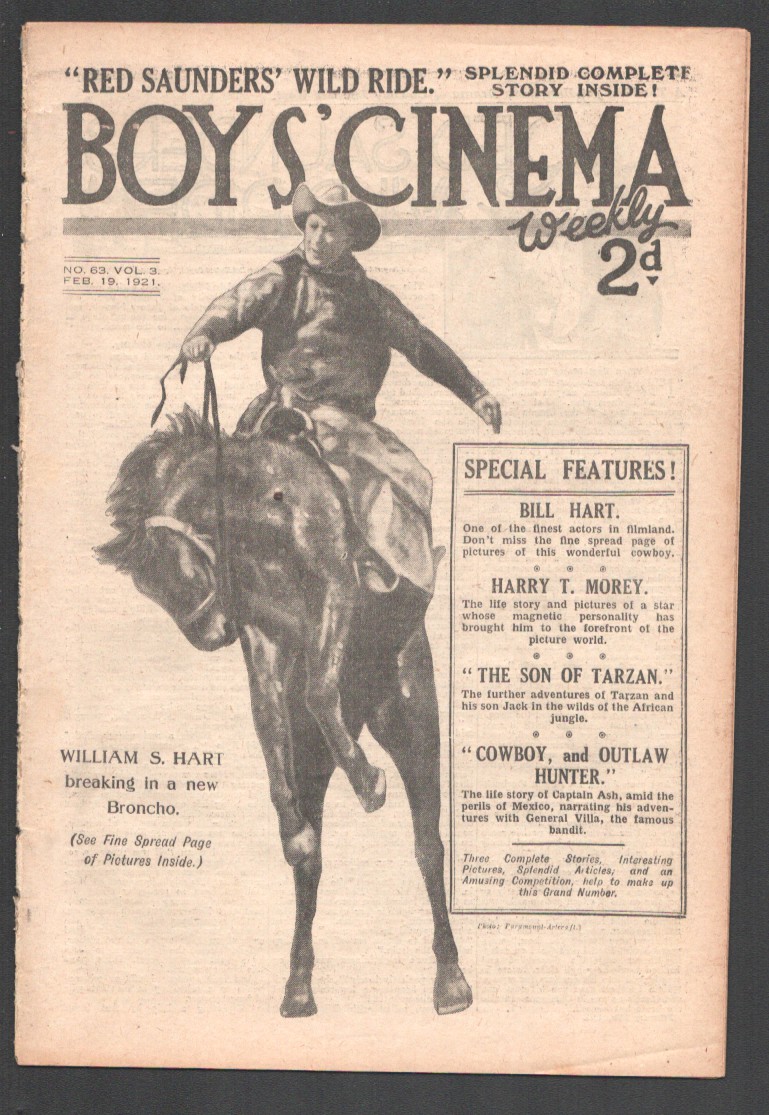 "RED SAUNDERS' WILD RIDE." SPLENDID COMPLETE
STORY INSIDE!
BOYS' CINEMA
Weekly
2d
NO. 63. VOL. 3.
FEB. 19, 1921.
SPECIAL FEATURES!
BILL HART.
One of the finest actors in filmland.
Don't miss the fine spread page of
pictures of this wonderful cowboy.
HARRY T. MOREY.
The life story and pictures of a star
whose magnetic personality has
brought him to the forefront of the
picture world.
"THE SON OF TARZAN."
The further adventures of Tarzan and
his son Jack in the wilds of the African
jungle.
"COWBOY, and OUTLAW
HUNTER."
The life story of Captain Ash, amid the
perils of Mexico, narrating his adven-
tures with General Villa, the famous
bandit.
Three Complete Stories, Interesting
Pictures, Splendid Articles, and an
Amusing Competition, help to make up
this Grand Number.
WILLIAM S. HART
breaking in a new
Broncho.
(See Fine Spread Page
of Pictures Inside.)
Photo: Paramount-Artcraft.